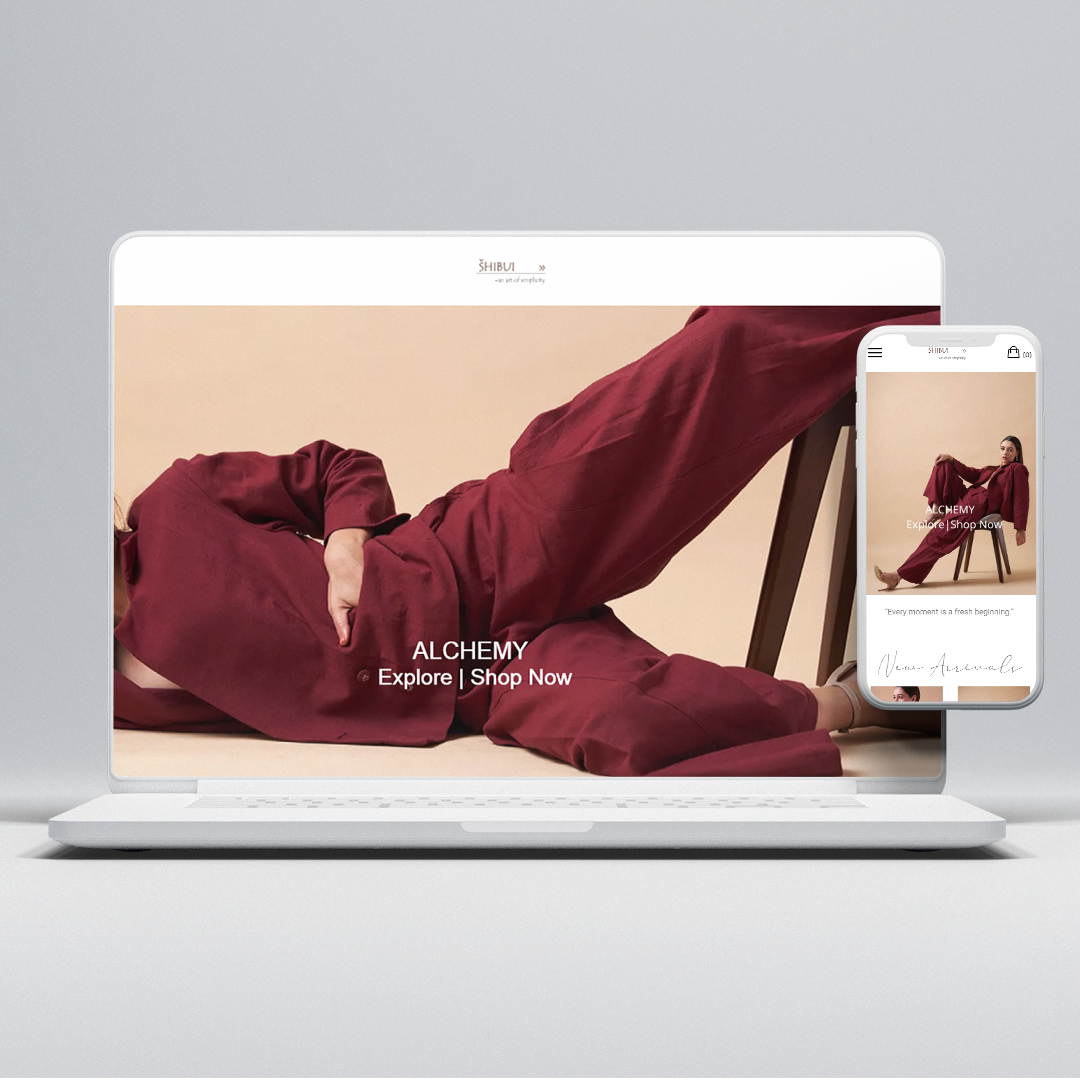 ŠHIBUI »
-an art of simplicity
ALCHEMY
Explore | Shop Now
ŠHIBUI »
(0)
ALCHEMY
Explore|Shop Now
"Every moment is a fresh beginning."
New Arrivals